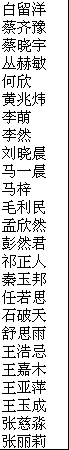 白留洋
蔡齐豫
蔡晓宇
丛赫敏
何欣
黄兆炜
李萌
李然
刘晓晨
马一晨
马梓
毛利民
孟欣然
彭然君
祁正人
秦玉邦
任若思
石破天
舒思雨
王浩忌
王嘉木
王亚萍
王玉成
张慈淼
张丽莉